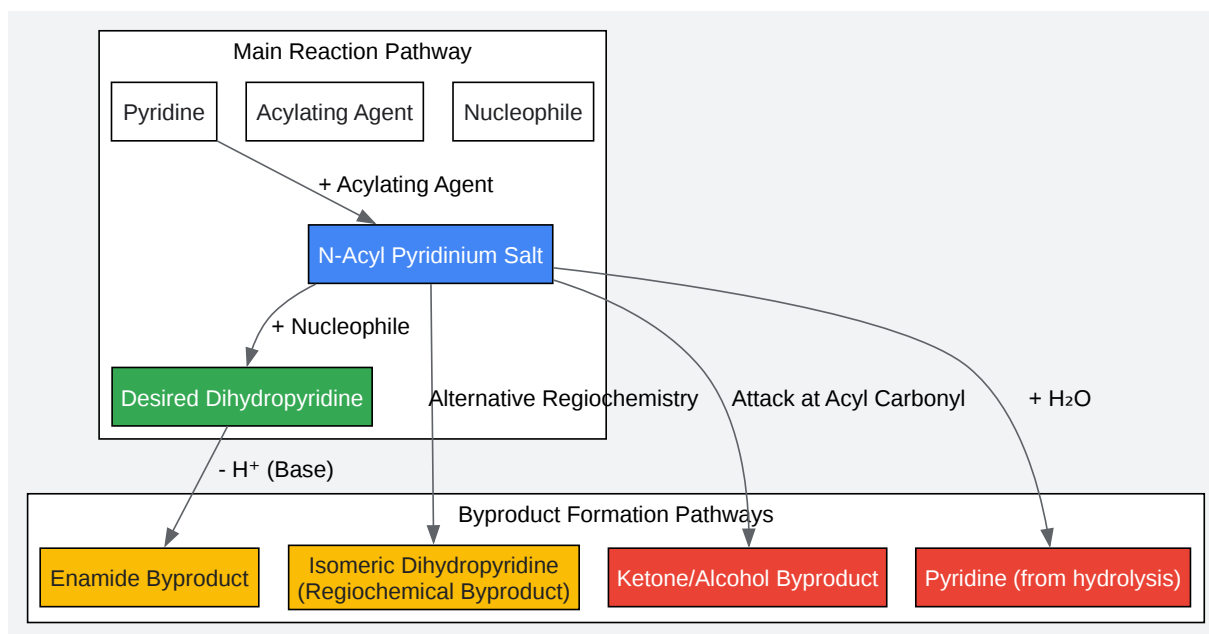 Main Reaction Pathway
Pyridine
Acylating Agent
Nucleophile
+ Acylating Agent
N-Acyl Pyridinium Salt
+ Nucleophile
Desired Dihydropyridine
Alternative Regiochemistry
Attack at Acyl Carbonyl
+ H₂O
- H⁺ (Base)
Byproduct Formation Pathways
Enamide Byproduct
Isomeric Dihydropyridine
(Regiochemical Byproduct)
Ketone/Alcohol Byproduct
Pyridine (from hydrolysis)